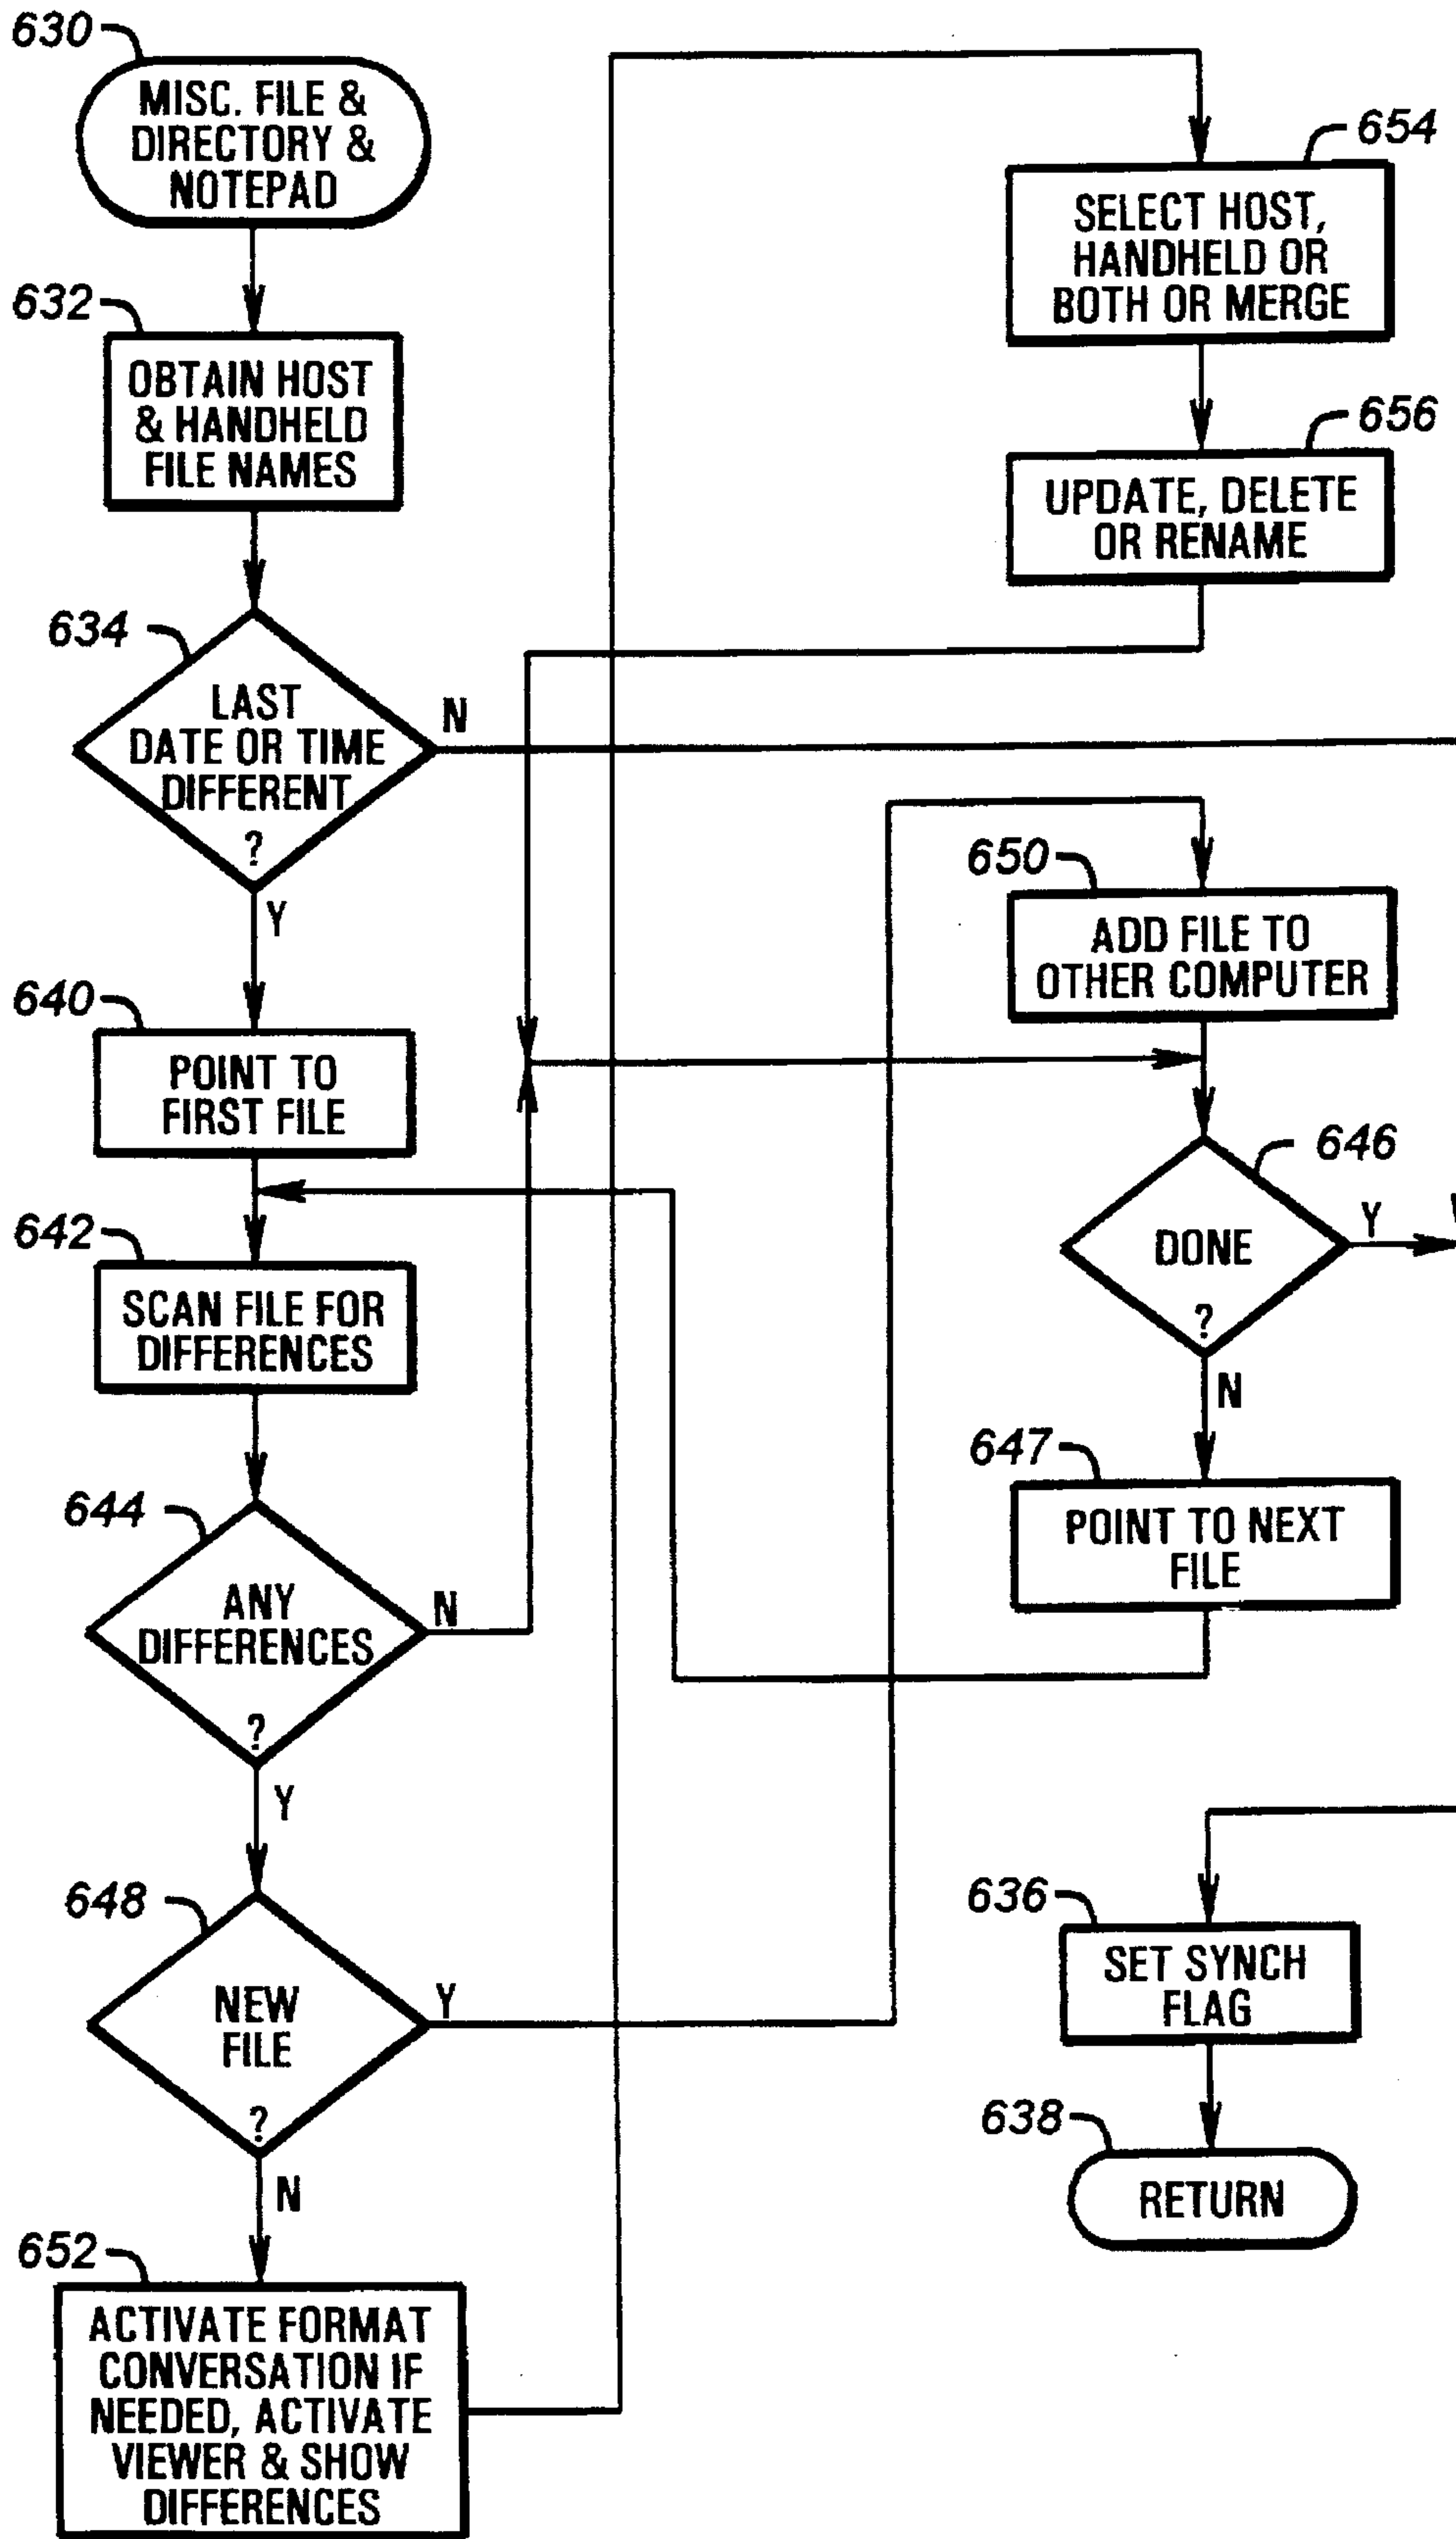 630
MISC. FILE &
DIRECTORY &
NOTEPAD
632
OBTAIN HOST
& HANDHELD
FILE NAMES
634
LAST
DATE OR TIME
DIFFERENT
?
N
Y
640
POINT TO
FIRST FILE
642
SCAN FILE FOR
DIFFERENCES
644
ANY
DIFFERENCES
?
N
Y
648
NEW
FILE
?
Y
N
652
ACTIVATE FORMAT
CONVERSATION IF
NEEDED, ACTIVATE
VIEWER & SHOW
DIFFERENCES
654
SELECT HOST,
HANDHELD OR
BOTH OR MERGE
656
UPDATE, DELETE
OR RENAME
650
ADD FILE TO
OTHER COMPUTER
646
DONE
?
Y
N
647
POINT TO NEXT
FILE
636
SET SYNCH
FLAG
638
RETURN